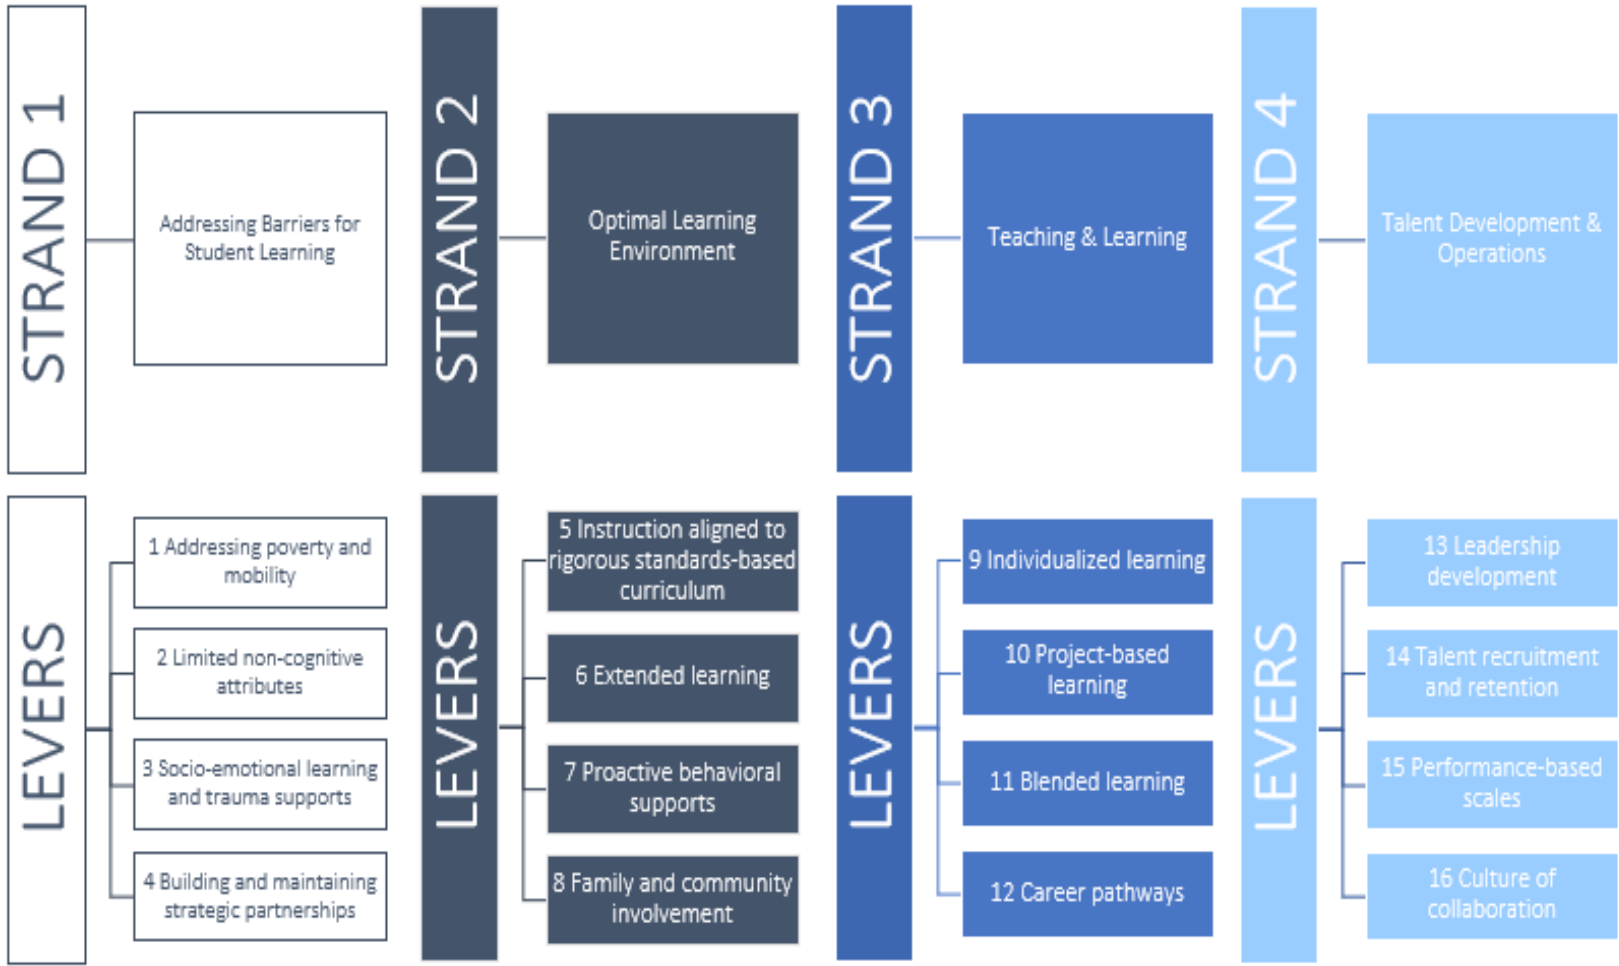 STRAND 1
Addressing Barriers for
Student Learning
STRAND 2
Optimal Learning
Environment
STRAND 3
Teaching & Learning
STRAND 4
Talent Development &
Operations
LEVERS
1 Addressing poverty and
mobility
2 Limited non-cognitive
attributes
3 Socio-emotional learning
and trauma supports
4 Building and maintaining
strategic partnerships
LEVERS
5 Instruction aligned to
rigorous standards-based
curriculum
6 Extended learning
7 Proactive behavioral
supports
8 Family and community
involvement
LEVERS
9 Individualized learning
10 Project-based
learning
11 Blended learning
12 Career pathways
LEVERS
13 Leadership
development
14 Talent recruitment
and retention
15 Performance-based
scales
16 Culture of
collaboration